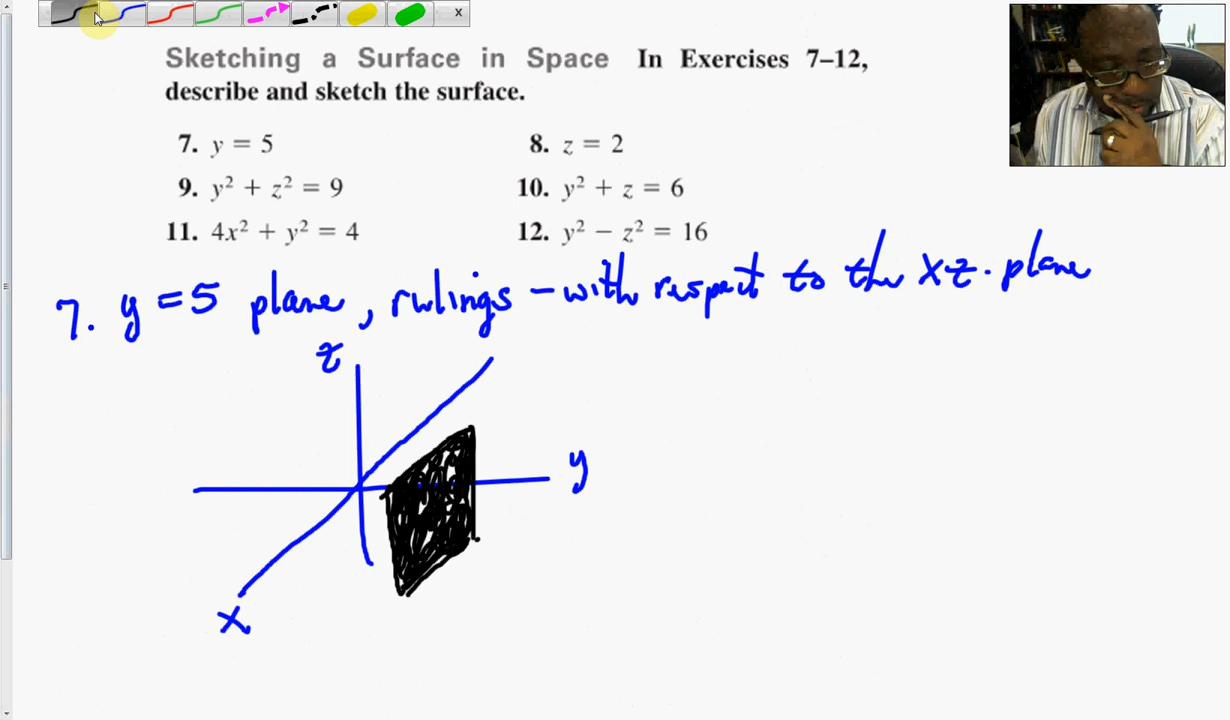 x
Sketching a Surface in Space In Exercises 7–12,
describe and sketch the surface.
7. y = 5
8. z = 2
9. y² + z² = 9
10. y² + z = 6
11. 4x² + y² = 4
12. y² − z² = 16
7. y = 5 plane, rulings - with respect to the xz-plane
z
y
x